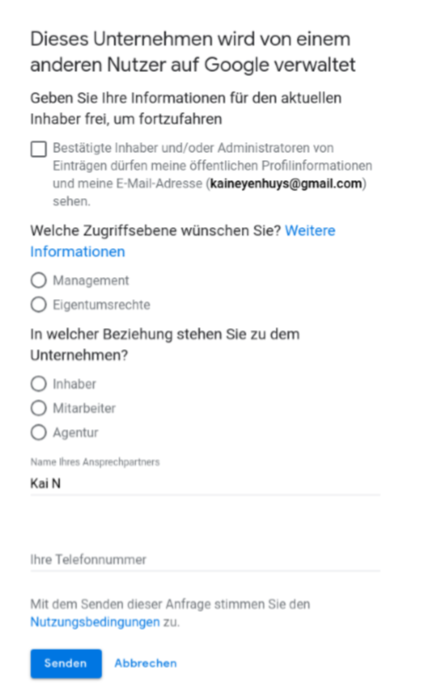 Dieses Unternehmen wird von einem
anderen Nutzer auf Google verwaltet
Geben Sie Ihre Informationen für den aktuellen
Inhaber frei, um fortzufahren
Bestätigte Inhaber und/oder Administratoren von
Einträgen dürfen meine öffentlichen Profilinformationen
und meine E-Mail-Adresse (kaineyenhuys@gmail.com)
sehen.
Welche Zugriffsebene wünschen Sie? Weitere
Informationen
Management
Eigentumsrechte
In welcher Beziehung stehen Sie zu dem
Unternehmen?
Inhaber
Mitarbeiter
Agentur
Name Ihres Ansprechpartners
Kai N
Ihre Telefonnummer
Mit dem Senden dieser Anfrage stimmen Sie den
Nutzungsbedingungen zu.
Senden Abbrechen